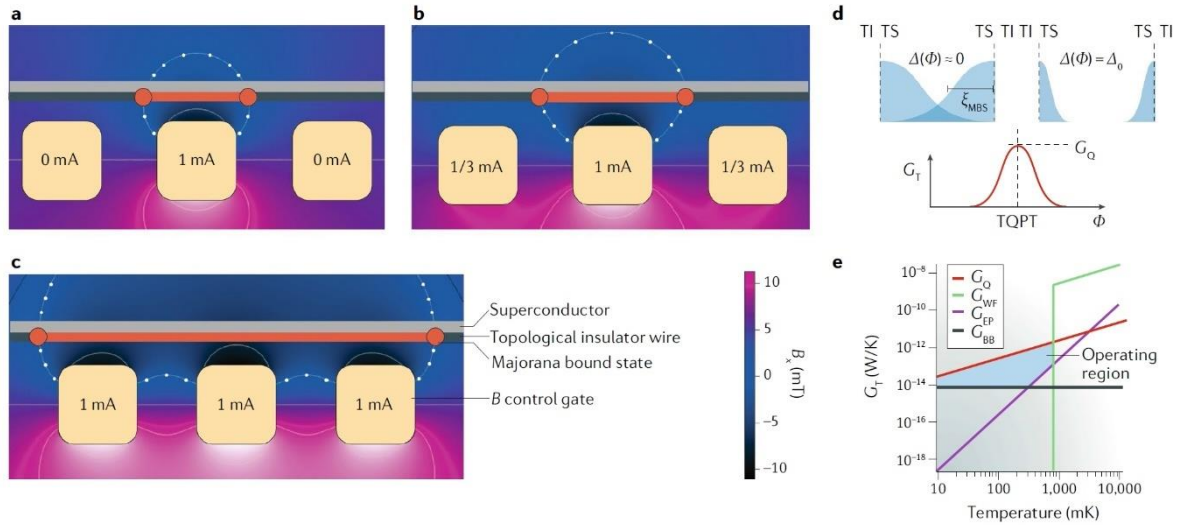 a
0 mA
1 mA
0 mA
b
1/3 mA
1 mA
1/3 mA
c
1 mA
1 mA
1 mA
Superconductor
Topological insulator wire
Majorana bound state
B control gate
10
5
0
−5
−10
Bx (mT)
d
TI TS TS TI TI TS TS TI
Δ(Φ) ≈ 0
Δ(Φ) = Δ0
ξMBS
GQ
GT
TQPT
Φ
e
GQ
GWF
GEP
GBB
Operating
region
GT (W/K)
10−8
10−10
10−12
10−14
10−16
10−18
10 100 1,000 10,000
Temperature (mK)